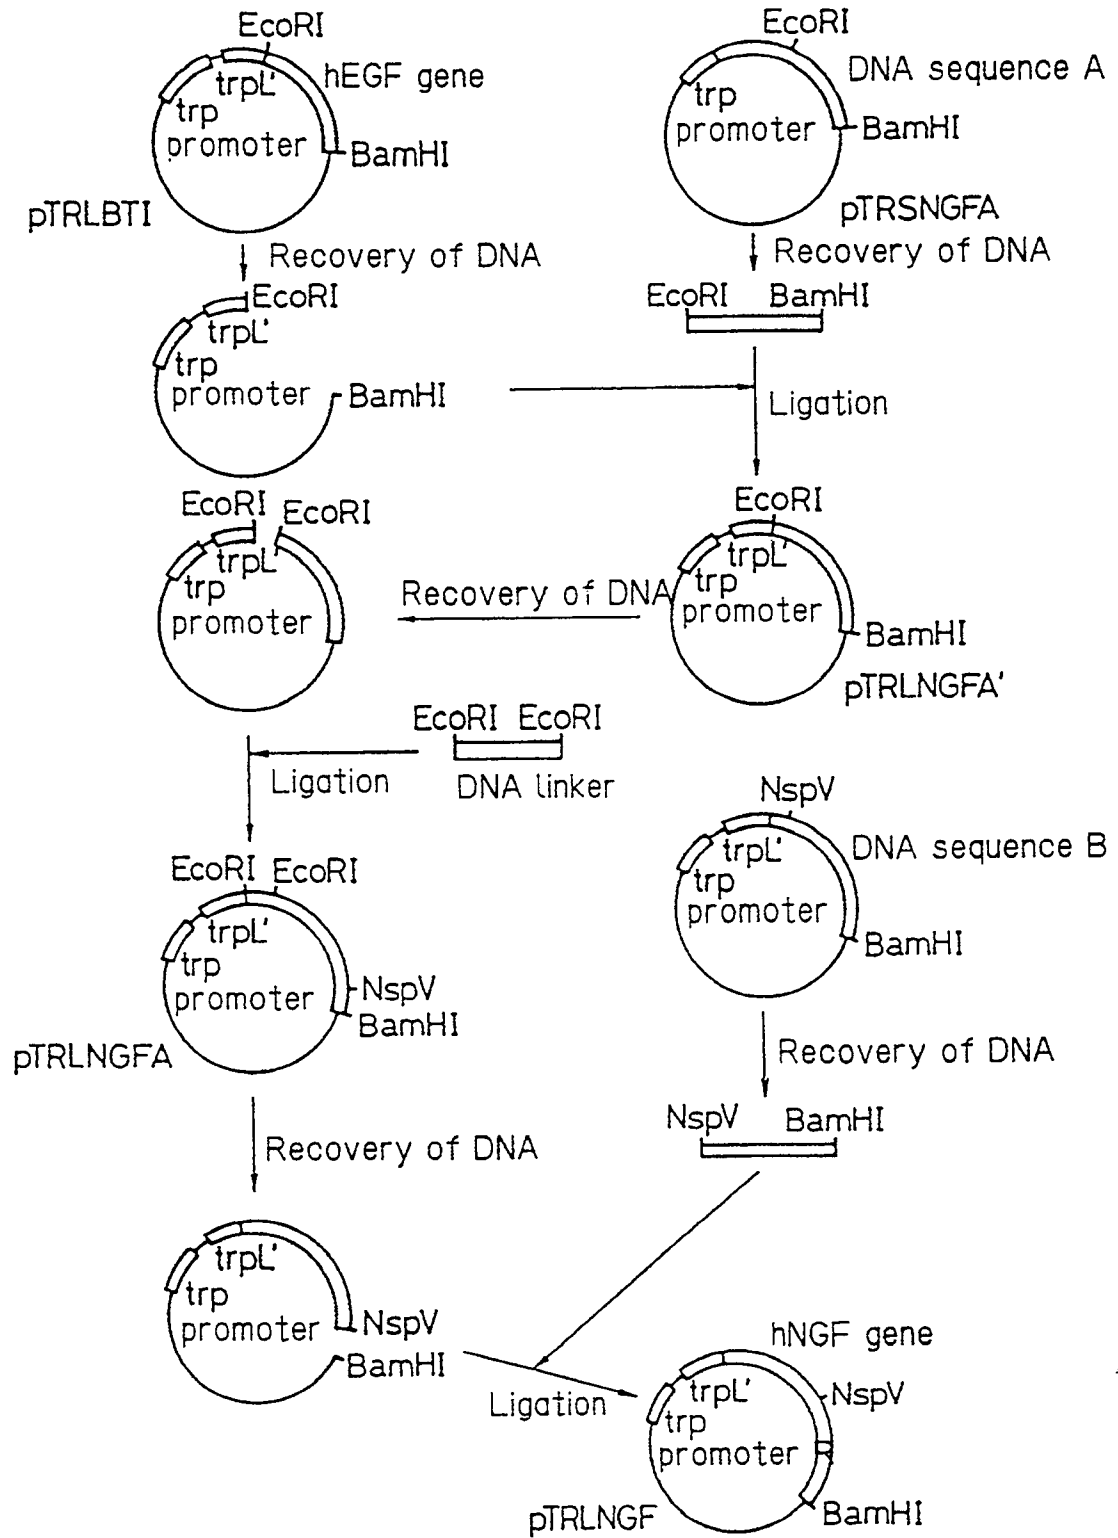 EcoRI
hEGF gene
trpL'
trp
promoter
BamHI
pTRLBTI
EcoRI
DNA sequence A
trp
promoter
BamHI
pTRSNGFA
Recovery of DNA
Recovery of DNA
EcoRI
trpL'
trp
promoter
BamHI
EcoRI BamHI
Ligation
EcoRI EcoRI
trpL'
trp
promoter
Recovery of DNA
EcoRI
trpL'
trp
promoter
BamHI
pTRLNGFA'
EcoRI EcoRI
DNA linker
Ligation
EcoRI EcoRI
trpL'
trp
promoter
NspV
BamHI
pTRLNGFA
NspV
DNA sequence B
trpL'
trp
promoter
BamHI
Recovery of DNA
Recovery of DNA
NspV BamHI
trpL'
trp
promoter
NspV
BamHI
Ligation
hNGF gene
trpL'
NspV
trp
promoter
BamHI
pTRLNGF